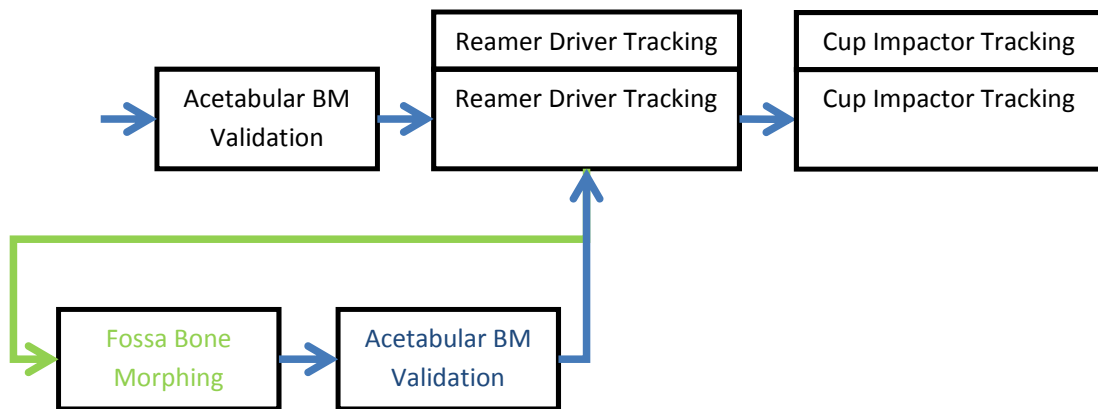 Reamer Driver Tracking
Cup Impactor Tracking
Acetabular BM
Validation
Reamer Driver Tracking
Cup Impactor Tracking
Fossa Bone
Morphing
Acetabular BM
Validation